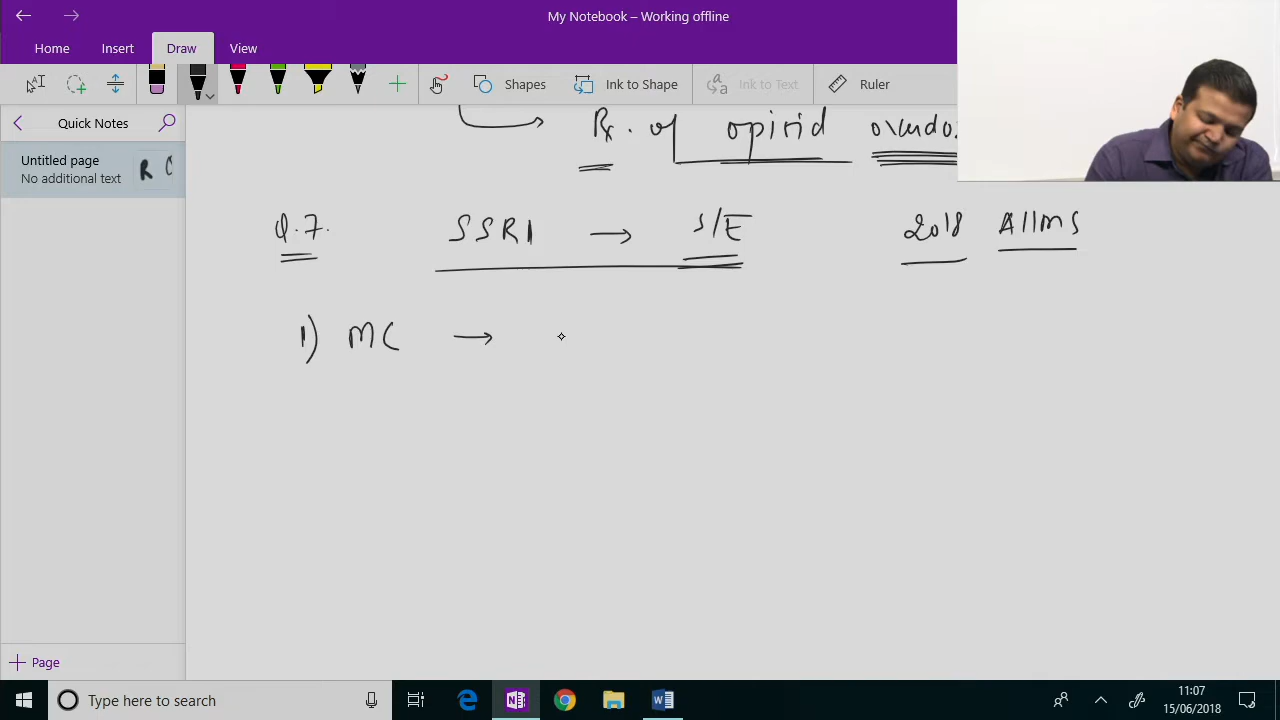 My Notebook – Working offline
Home Insert Draw View
Shapes Ink to Shape Ink to Text Ruler
Quick Notes
Untitled page
No additional text
R C
Rx. of opioid overdos
Q.7. SSRI → S/E 2018 AIIMS
1) MC →
+ Page
Type here to search
11:07
15/06/2018